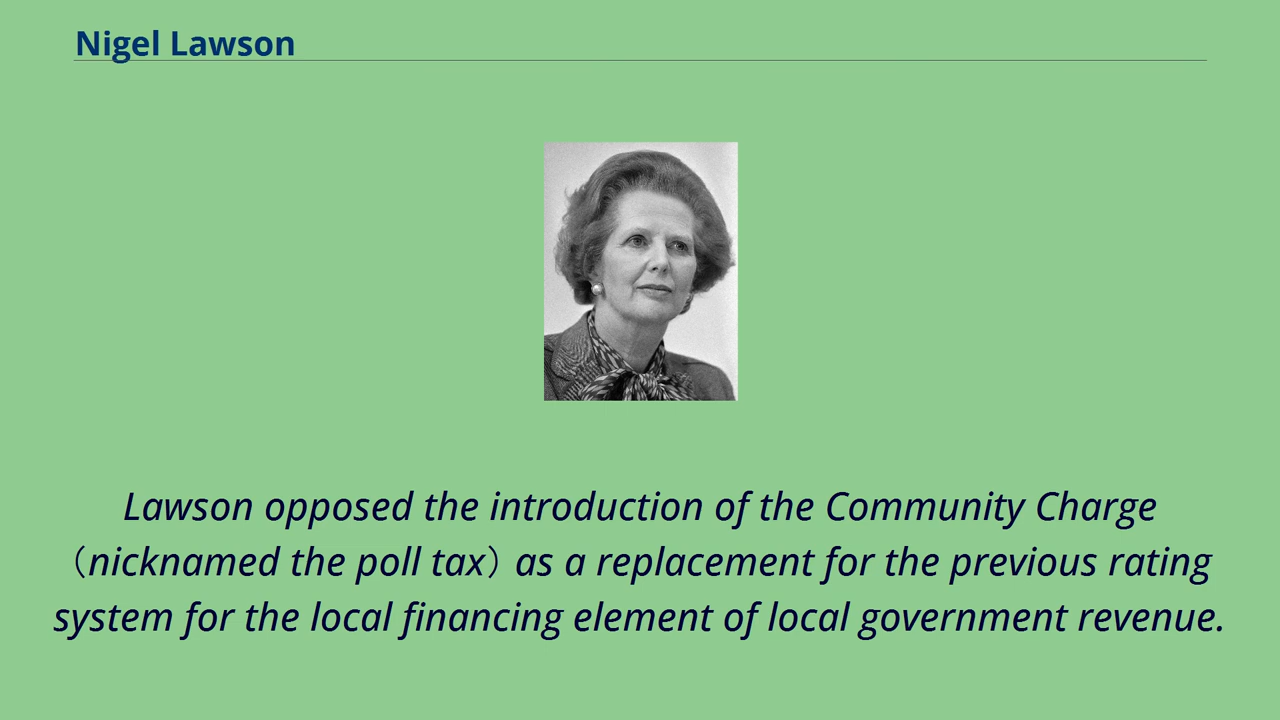 Nigel Lawson
Lawson opposed the introduction of the Community Charge
（nicknamed the poll tax）as a replacement for the previous rating
system for the local financing element of local government revenue.